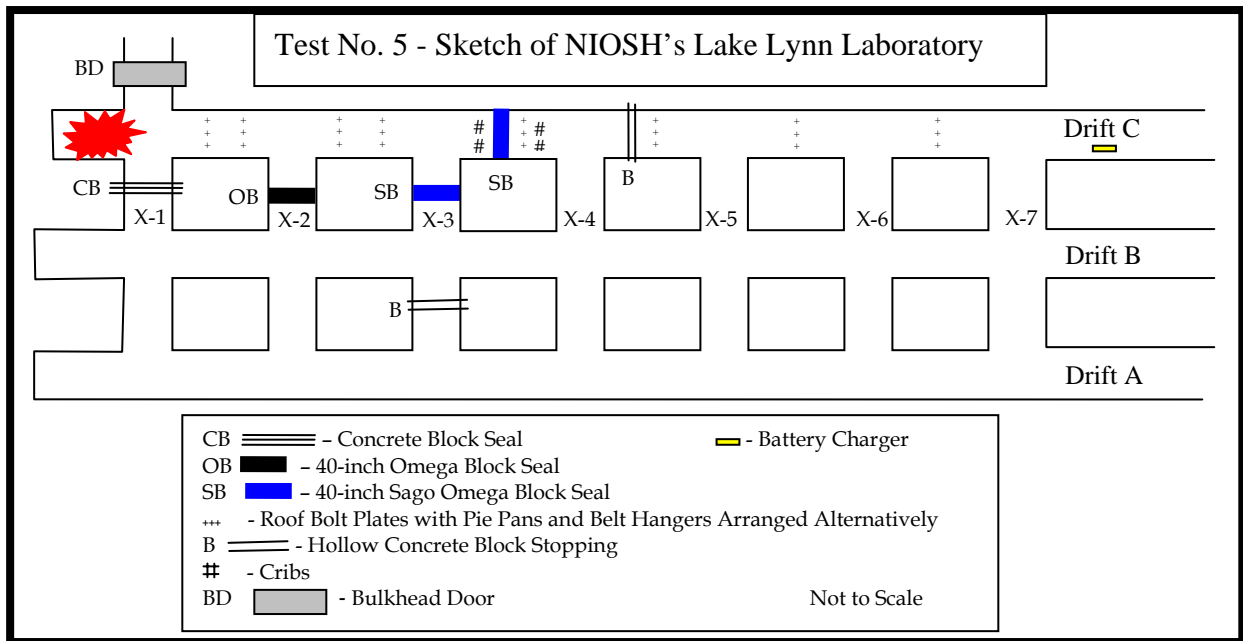 Test No. 5 - Sketch of NIOSH's Lake Lynn Laboratory
BD
Drift C
CB
OB
SB
SB
B
X-1
X-2
X-3
X-4
X-5
X-6
X-7
Drift B
B
Drift A
CB – Concrete Block Seal - Battery Charger
OB – 40-inch Omega Block Seal
SB – 40-inch Sago Omega Block Seal
+++ - Roof Bolt Plates with Pie Pans and Belt Hangers Arranged Alternatively
B - Hollow Concrete Block Stopping
# - Cribs
BD - Bulkhead Door Not to Scale